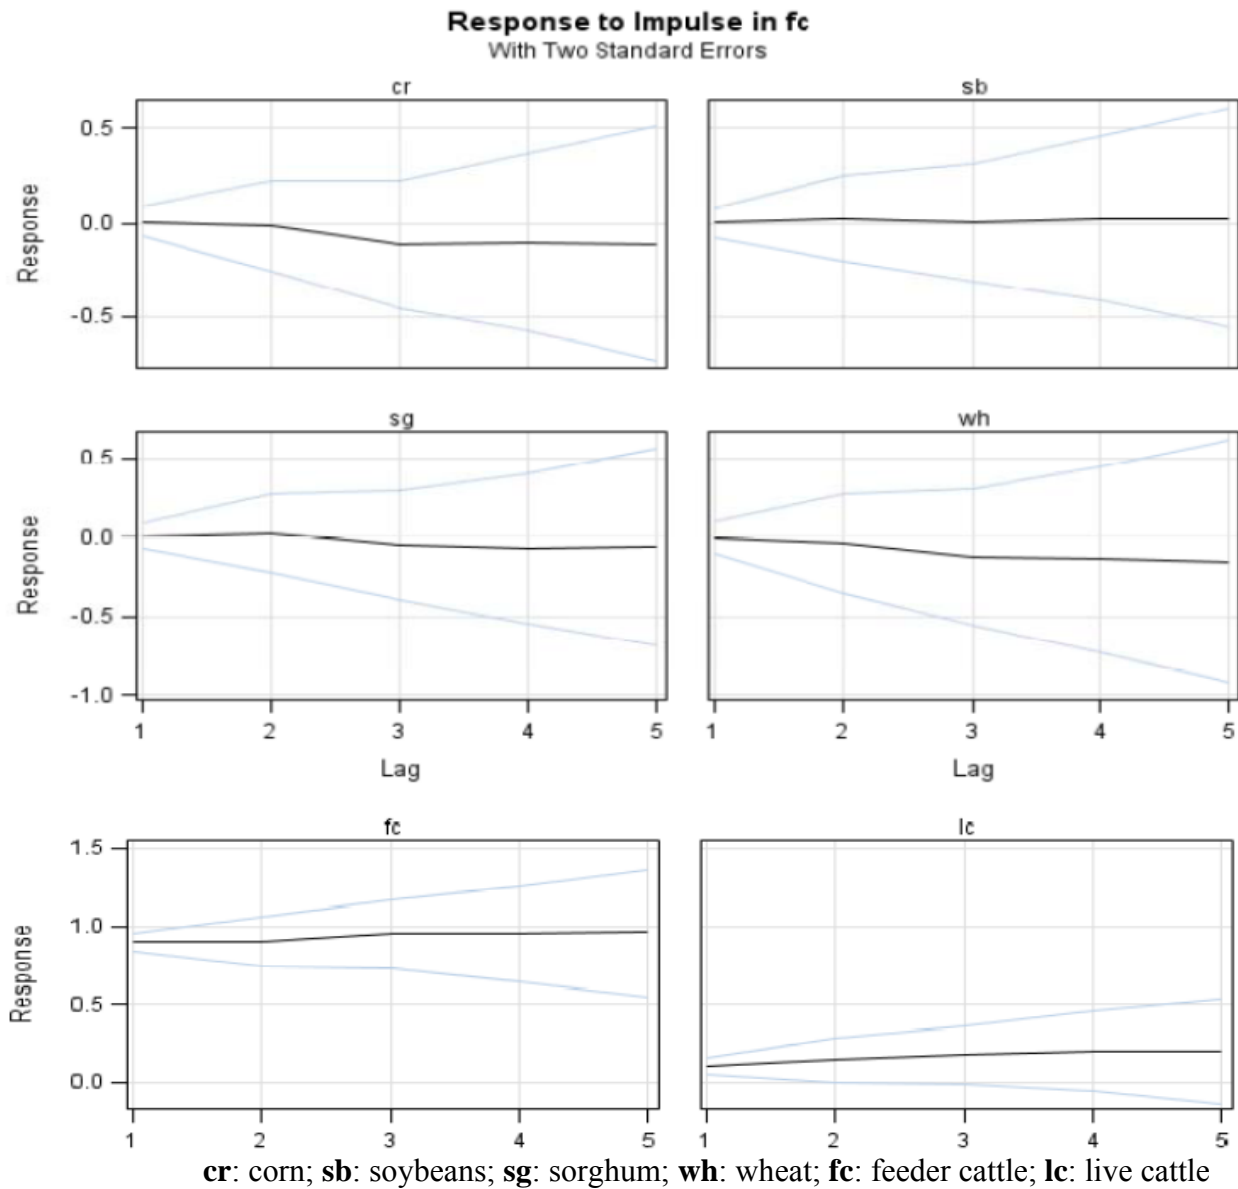 Response to Impulse in fc
With Two Standard Errors
cr
sb
0.5
0.0
-0.5
Response
sg
wh
0.5
0.0
-0.5
-1.0
Response
1 2 3 4 5
1 2 3 4 5
Lag
Lag
fc
lc
1.5
1.0
0.5
0.0
Response
1 2 3 4 5
1 2 3 4 5
cr: corn; sb: soybeans; sg: sorghum; wh: wheat; fc: feeder cattle; lc: live cattle